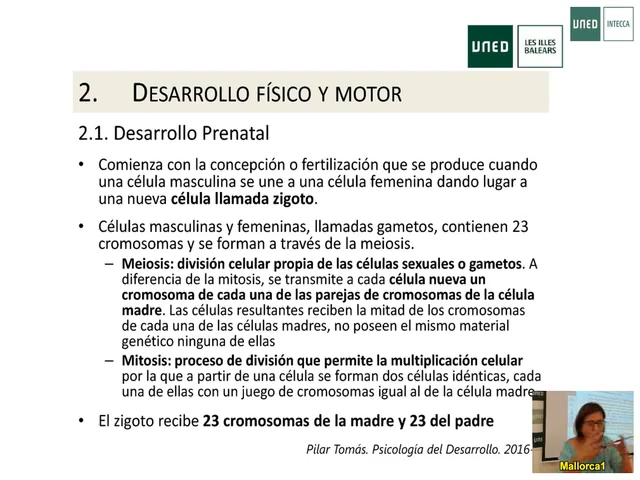 UNED
INTECCA
UNED
LES ILLES
BALEARS
2. DESARROLLO FÍSICO Y MOTOR
2.1. Desarrollo Prenatal
• Comienza con la concepción o fertilización que se produce cuando
una célula masculina se une a una célula femenina dando lugar a
una nueva célula llamada zigoto.
• Células masculinas y femeninas, llamadas gametos, contienen 23
cromosomas y se forman a través de la meiosis.
– Meiosis: división celular propia de las células sexuales o gametos. A
diferencia de la mitosis, se transmite a cada célula nueva un
cromosoma de cada una de las parejas de cromosomas de la célula
madre. Las células resultantes reciben la mitad de los cromosomas
de cada una de las células madres, no poseen el mismo material
genético ninguna de ellas
– Mitosis: proceso de división que permite la multiplicación celular
por la que a partir de una célula se forman dos células idénticas, cada
una de ellas con un juego de cromosomas igual al de la célula madre
• El zigoto recibe 23 cromosomas de la madre y 23 del padre
Pilar Tomás. Psicología del Desarrollo. 2016-
Mallorca1